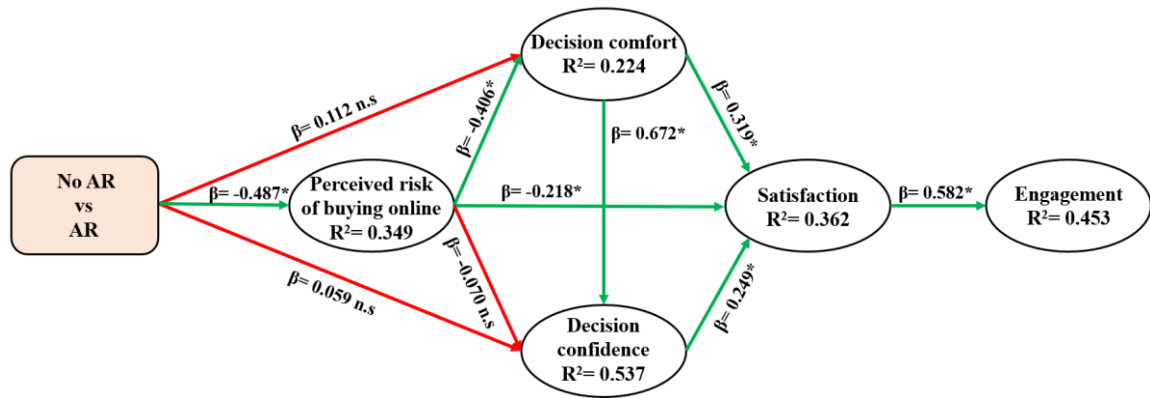 Decision comfort
R²= 0.224
β= 0.112 n.s
β= -0.406*
β= 0.319*
β= 0.672*
No AR
vs
AR
β= -0.487*
Perceived risk
of buying online
R²= 0.349
β= -0.218*
Satisfaction
R²= 0.362
β= 0.582*
Engagement
R²= 0.453
β= 0.059 n.s
β= -0.070 n.s
β= 0.249*
Decision
confidence
R²= 0.537